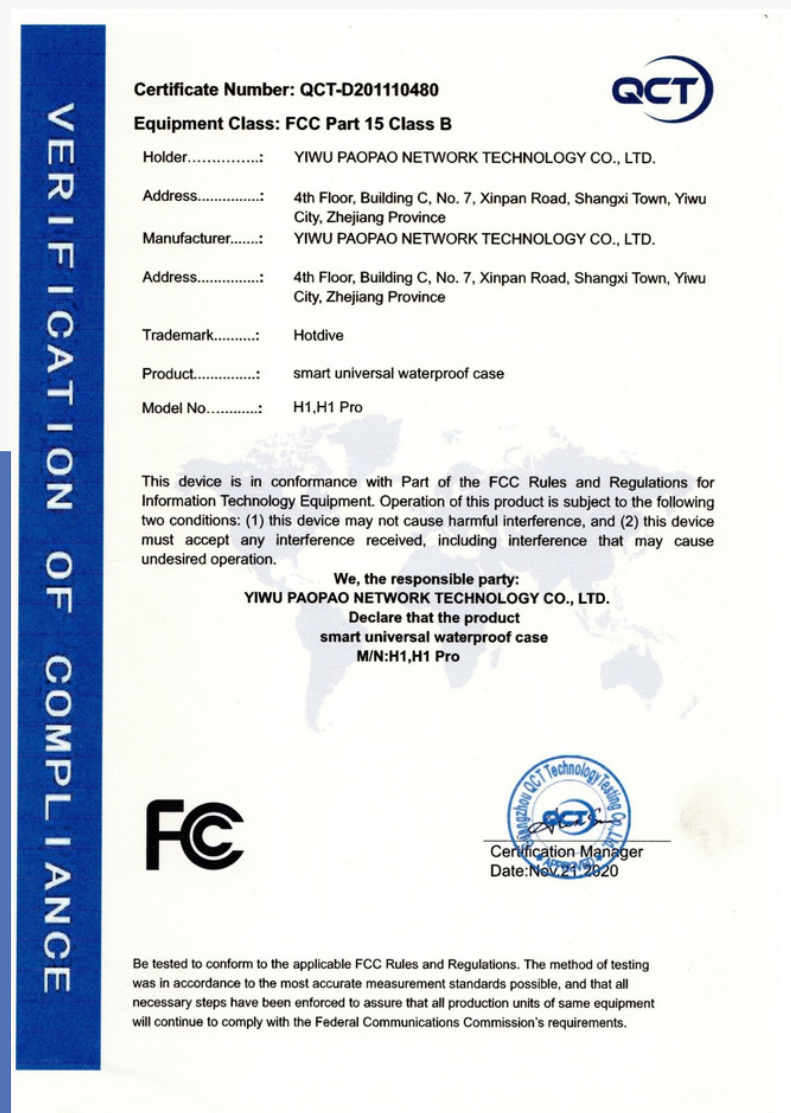 VERIFICATION OF COMPLIANCE
QCT
Certificate Number: QCT-D201110480
Equipment Class: FCC Part 15 Class B
Holder...............: YIWU PAOPAO NETWORK TECHNOLOGY CO., LTD.
Address...............: 4th Floor, Building C, No. 7, Xinpan Road, Shangxi Town, Yiwu
City, Zhejiang Province
Manufacturer.......: YIWU PAOPAO NETWORK TECHNOLOGY CO., LTD.
Address...............: 4th Floor, Building C, No. 7, Xinpan Road, Shangxi Town, Yiwu
City, Zhejiang Province
Trademark..........: Hotdive
Product...............: smart universal waterproof case
Model No............: H1,H1 Pro
This device is in conformance with Part of the FCC Rules and Regulations for
Information Technology Equipment. Operation of this product is subject to the following
two conditions: (1) this device may not cause harmful interference, and (2) this device
must accept any interference received, including interference that may cause
undesired operation.
We, the responsible party:
YIWU PAOPAO NETWORK TECHNOLOGY CO., LTD.
Declare that the product
smart universal waterproof case
M/N:H1,H1 Pro
FC
QCT Technology Testing Co., Ltd.
QCT
APPROVED
Certification Manager
Date:Nov.21.2020
Be tested to conform to the applicable FCC Rules and Regulations. The method of testing
was in accordance to the most accurate measurement standards possible, and that all
necessary steps have been enforced to assure that all production units of same equipment
will continue to comply with the Federal Communications Commission's requirements.